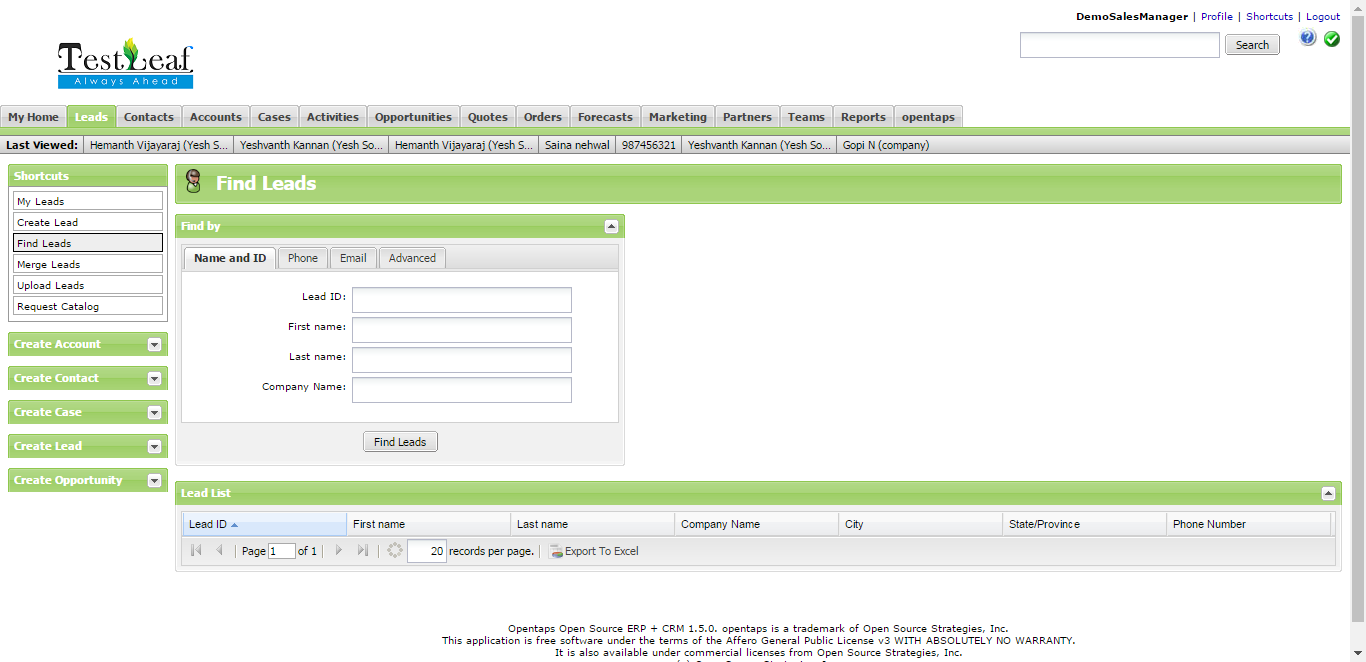 DemoSalesManager | Profile | Shortcuts | Logout
TestLeaf
Always Ahead
Search
My Home Leads Contacts Accounts Cases Activities Opportunities Quotes Orders Forecasts Marketing Partners Teams Reports opentaps
Last Viewed: Hemanth Vijayaraj (Yesh S... Yeshvanth Kannan (Yesh So... Hemanth Vijayaraj (Yesh S... Saina nehwal 987456321 Yeshvanth Kannan (Yesh So... Gopi N (company)
Shortcuts
My Leads
Create Lead
Find Leads
Merge Leads
Upload Leads
Request Catalog
Create Account
Create Contact
Create Case
Create Lead
Create Opportunity
Find Leads
Find by
Name and ID Phone Email Advanced
Lead ID:
First name:
Last name:
Company Name:
Find Leads
Lead List
Lead ID First name Last name Company Name City State/Province Phone Number
Page 1 of 1 | 20 records per page. | Export To Excel
Opentaps Open Source ERP + CRM 1.5.0. opentaps is a trademark of Open Source Strategies, Inc.
This application is free software under the terms of the Affero General Public License v3 WITH ABSOLUTELY NO WARRANTY.
It is also available under commercial licenses from Open Source Strategies, Inc.